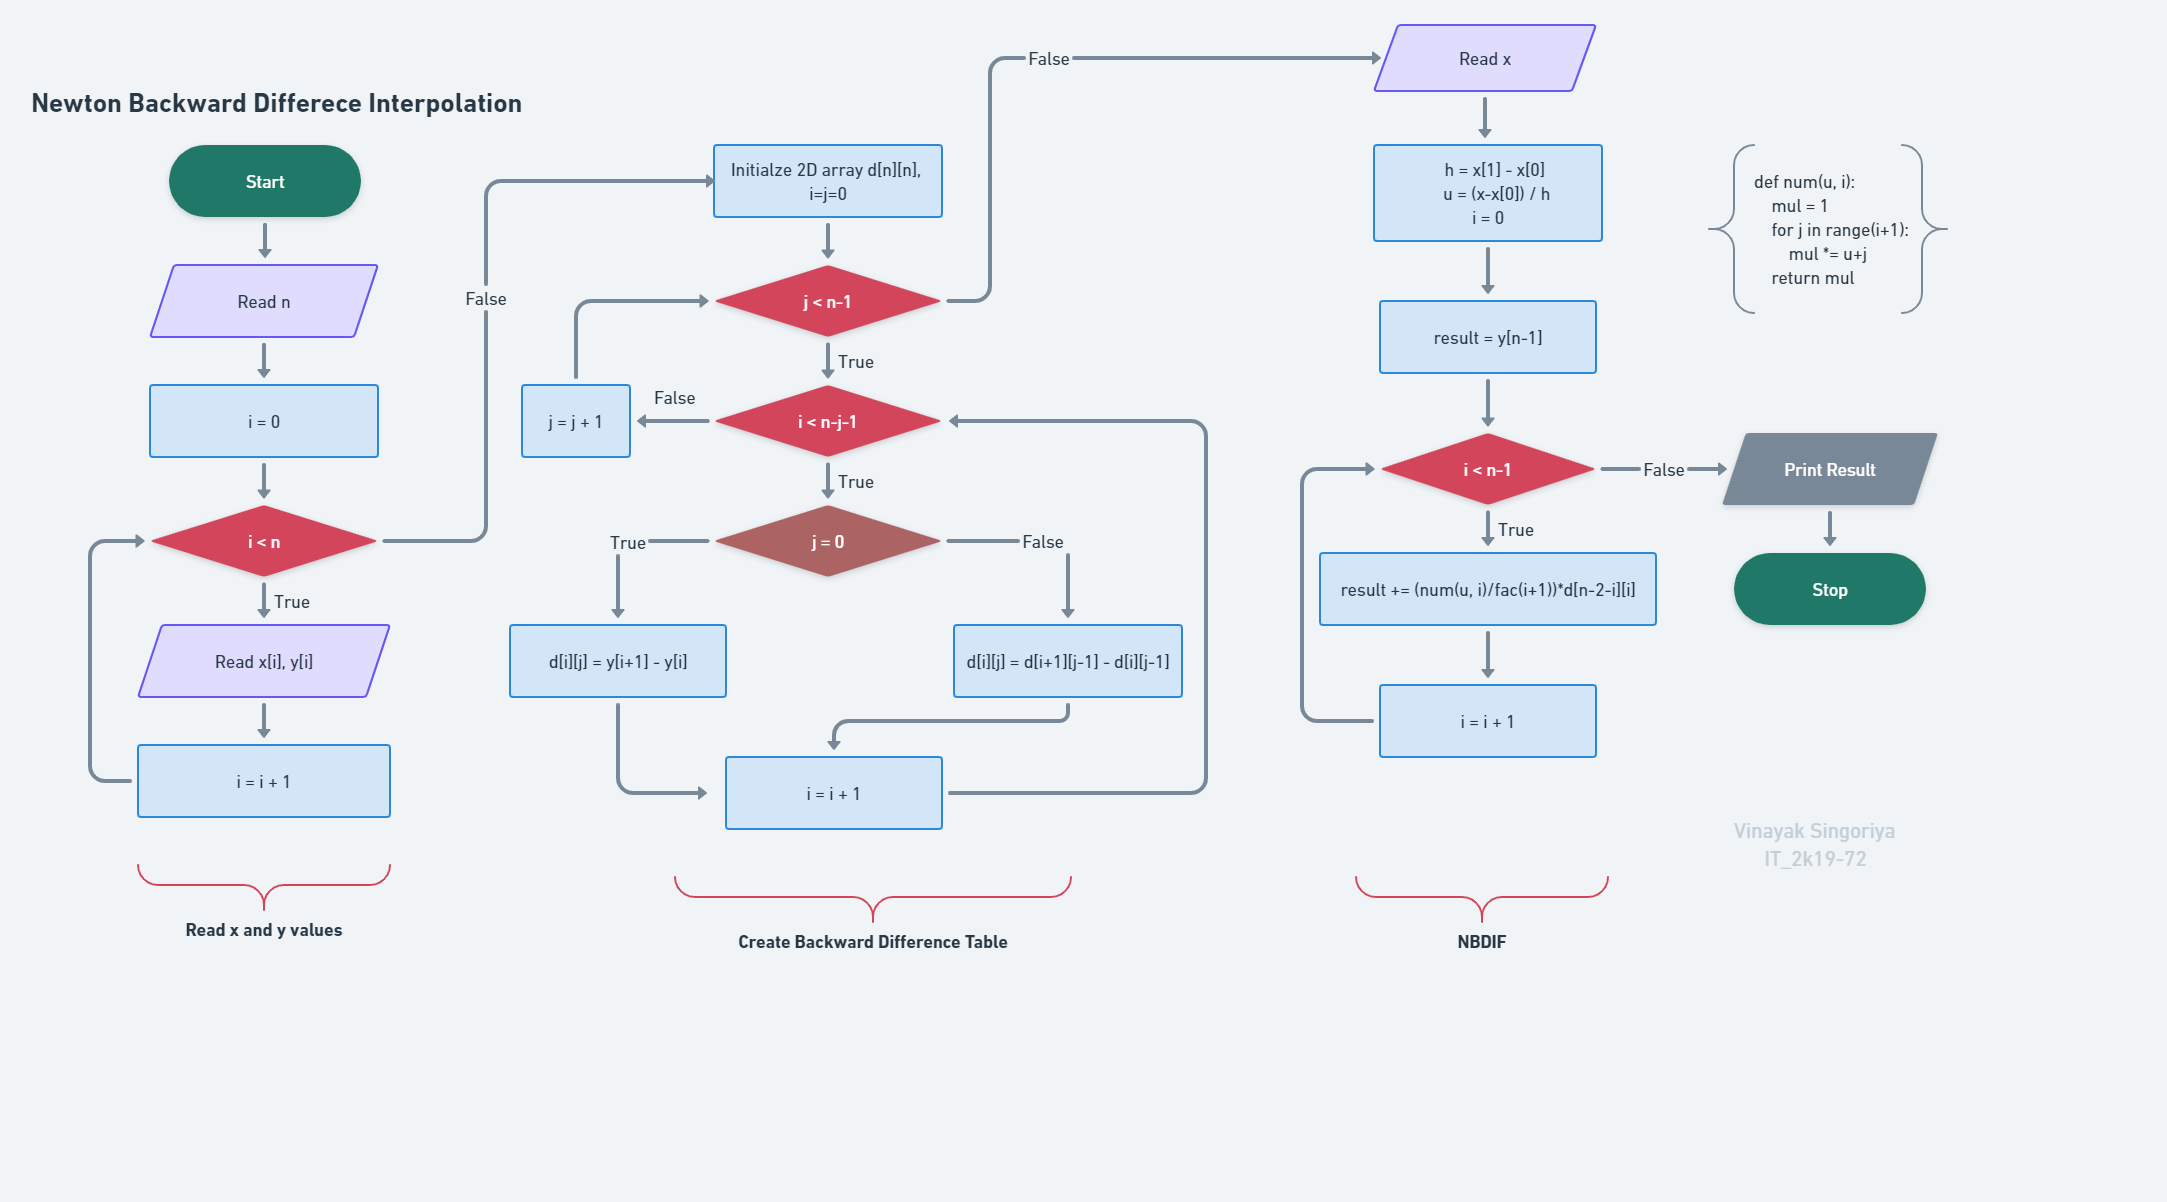 Newton Backward Differece Interpolation
Start
Read n
i = 0
i < n
True
False
Read x[i], y[i]
i = i + 1
Read x and y values
Initialze 2D array d[n][n],
i=j=0
j < n-1
False
True
j = j + 1
False
i < n-j-1
True
True
j = 0
False
d[i][j] = y[i+1] - y[i]
d[i][j] = d[i+1][j-1] - d[i][j-1]
i = i + 1
Create Backward Difference Table
Read x
h = x[1] - x[0]
u = (x-x[0]) / h
i = 0
result = y[n-1]
i < n-1
False
True
Print Result
Stop
result += (num(u, i)/fac(i+1))*d[n-2-i][i]
i = i + 1
NBDIF
def num(u, i):
mul = 1
for j in range(i+1):
mul *= u+j
return mul
Vinayak Singoriya
IT_2k19-72